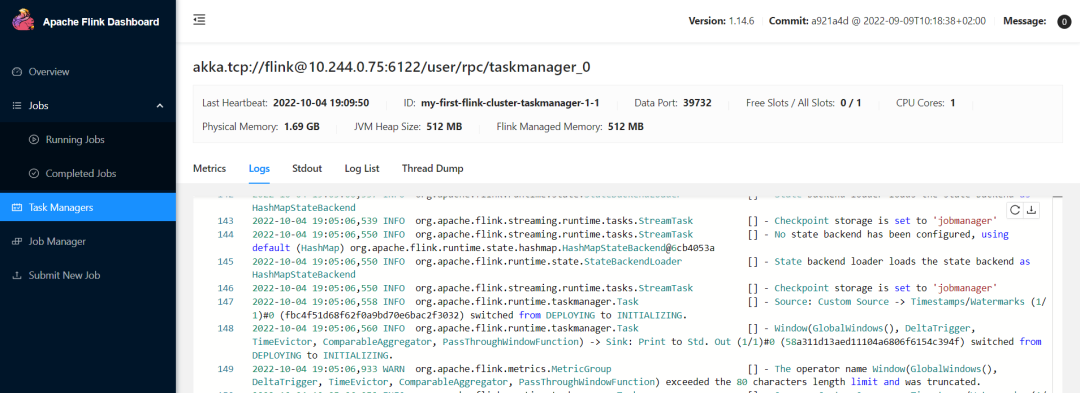 Apache Flink Dashboard
Version: 1.14.6 Commit: a921a4d @ 2022-09-09T10:18:38+02:00 Message: 0
Overview
Jobs
Running Jobs
Completed Jobs
Task Managers
Job Manager
Submit New Job
akka.tcp://flink@10.244.0.75:6122/user/rpc/taskmanager_0
Last Heartbeat: 2022-10-04 19:09:50 ID: my-first-flink-cluster-taskmanager-1-1 Data Port: 39732 Free Slots / All Slots: 0 / 1 CPU Cores: 1
Physical Memory: 1.69 GB JVM Heap Size: 512 MB Flink Managed Memory: 512 MB
Metrics Logs Stdout Log List Thread Dump
HashMapStateBackend
143 2022-10-04 19:05:06,539 INFO org.apache.flink.streaming.runtime.tasks.StreamTask [] - Checkpoint storage is set to 'jobmanager'
144 2022-10-04 19:05:06,550 INFO org.apache.flink.streaming.runtime.tasks.StreamTask [] - No state backend has been configured, using
default (HashMap) org.apache.flink.runtime.state.hashmap.HashMapStateBackend@6cb4053a
145 2022-10-04 19:05:06,550 INFO org.apache.flink.runtime.state.StateBackendLoader [] - State backend loader loads the state backend as
HashMapStateBackend
146 2022-10-04 19:05:06,550 INFO org.apache.flink.streaming.runtime.tasks.StreamTask [] - Checkpoint storage is set to 'jobmanager'
147 2022-10-04 19:05:06,558 INFO org.apache.flink.runtime.taskmanager.Task [] - Source: Custom Source -> Timestamps/Watermarks (1/
1)#0 (fbc4f51d68f62f0a9bd70e6bac2f3032) switched from DEPLOYING to INITIALIZING.
148 2022-10-04 19:05:06,560 INFO org.apache.flink.runtime.taskmanager.Task [] - Window(GlobalWindows(), DeltaTrigger,
TimeEvictor, ComparableAggregator, PassThroughWindowFunction) -> Sink: Print to Std. Out (1/1)#0 (58a311d13aed11104a6806f6154c394f) switched from
DEPLOYING to INITIALIZING.
149 2022-10-04 19:05:06,933 WARN org.apache.flink.metrics.MetricGroup [] - The operator name Window(GlobalWindows(),
DeltaTrigger, TimeEvictor, ComparableAggregator, PassThroughWindowFunction) exceeded the 80 characters length limit and was truncated.